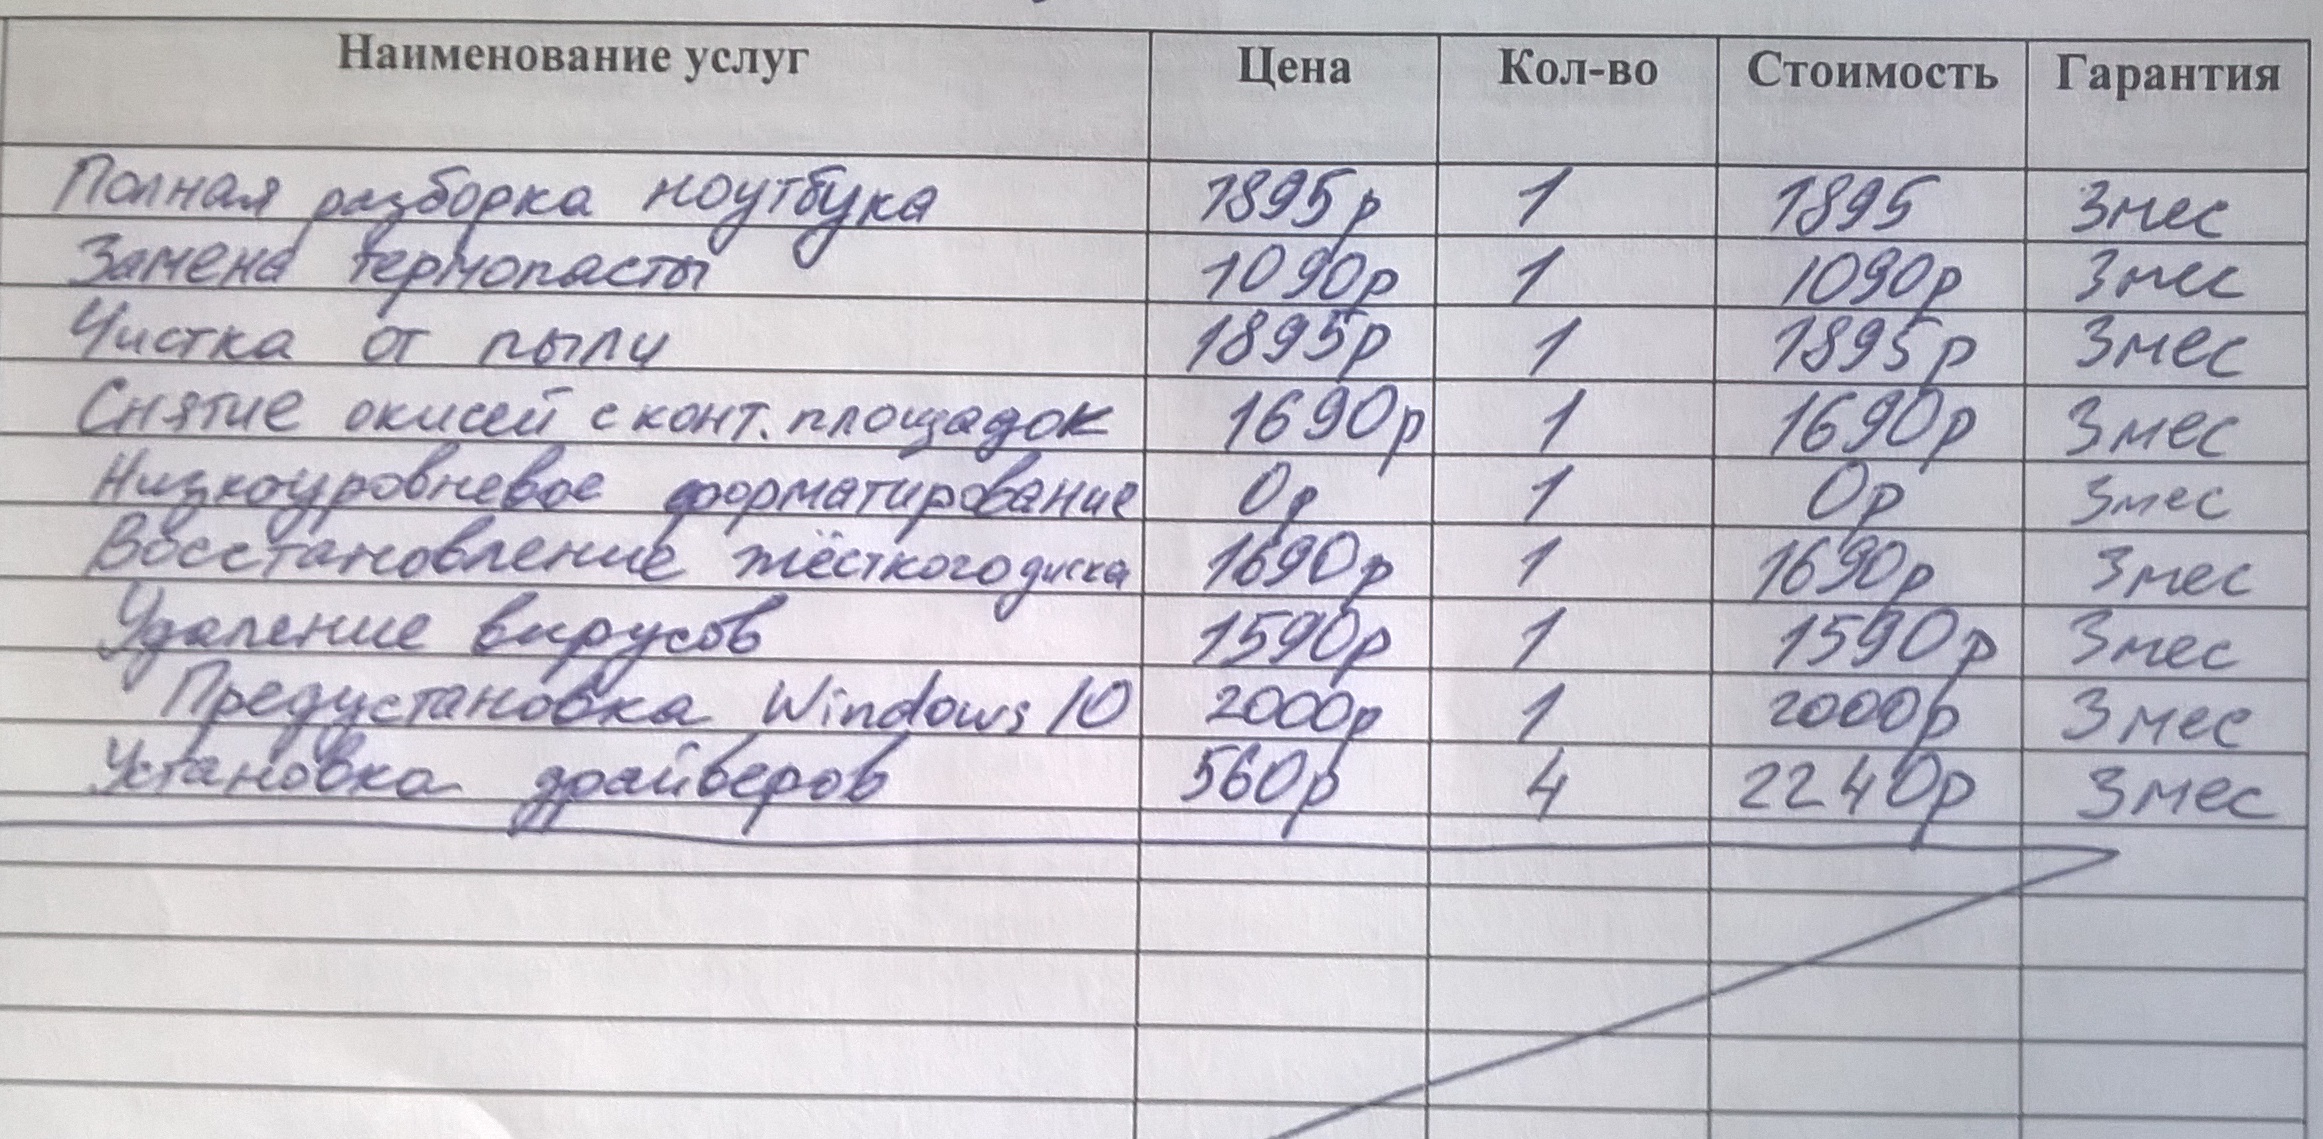 Наименование услуг Цена Кол-во Стоимость Гарантия
Полная разборка ноутбука 1895р 1 1895 3мес
Замена термопасты 1090р 1 1090р 3мес
Чистка от пыли 1895р 1 1895р 3мес
Снятие окисей с конт. площадок 1690р 1 1690р 3мес
Низкоуровневое форматирование 0р 1 0р 3мес
Восстановление жёсткого диска 1690р 1 1690р 3мес
Удаление вирусов 1590р 1 1590р 3мес
Предустановка Windows 10 2000р 1 2000р 3мес
Установка драйверов 560р 4 2240р 3мес